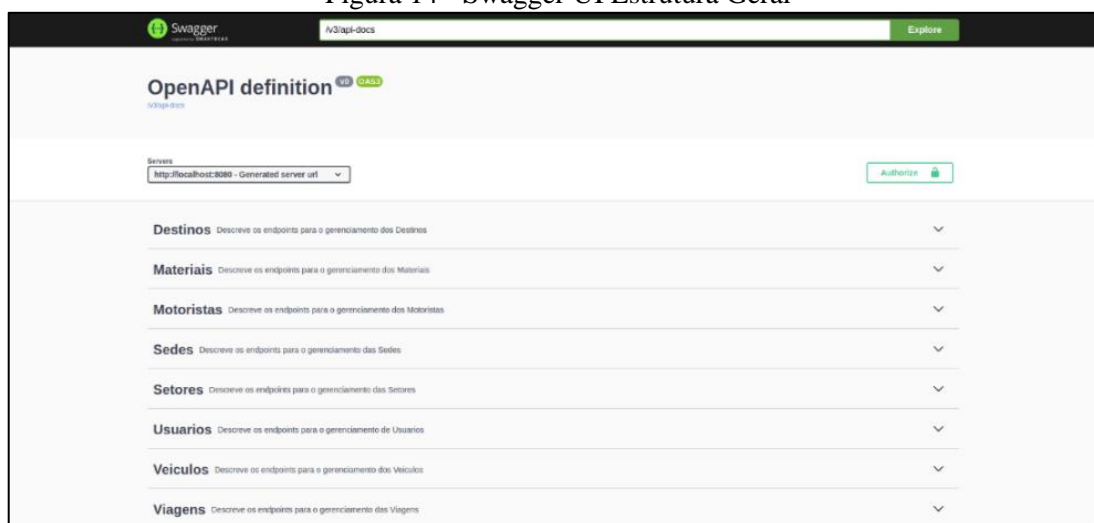 Figura 14 - Swagger UI Estrutura Geral
Swagger
/v3/api-docs
Explore
OpenAPI definition v0 OAS3
/v3/api-docs
Servers
http://localhost:8080 - Generated server url
Authorize
Destinos Descreve os endpoints para o gerenciamento dos Destinos
Materiais Descreve os endpoints para o gerenciamento dos Materiais
Motoristas Descreve os endpoints para o gerenciamento dos Motoristas
Sedes Descreve os endpoints para o gerenciamento das Sedes
Setores Descreve os endpoints para o gerenciamento das Setores
Usuarios Descreve os endpoints para o gerenciamento de Usuarios
Veiculos Descreve os endpoints para o gerenciamento dos Veiculos
Viagens Descreve os endpoints para o gerenciamento das Viagens